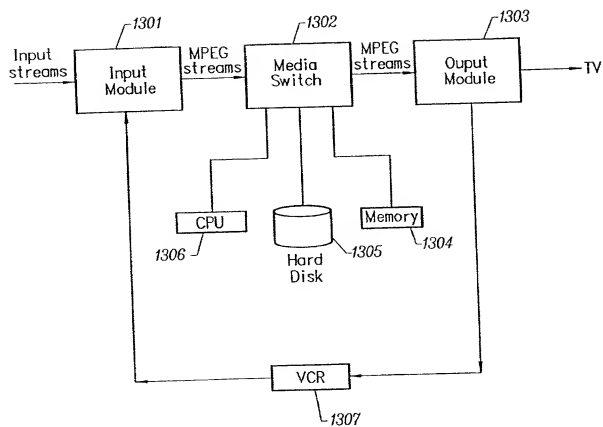 1301
1302
1303
Input
streams
Input
Module
MPEG
streams
Media
Switch
MPEG
streams
Ouput
Module
TV
CPU
1306
Hard
Disk
1305
Memory
1304
VCR
1307